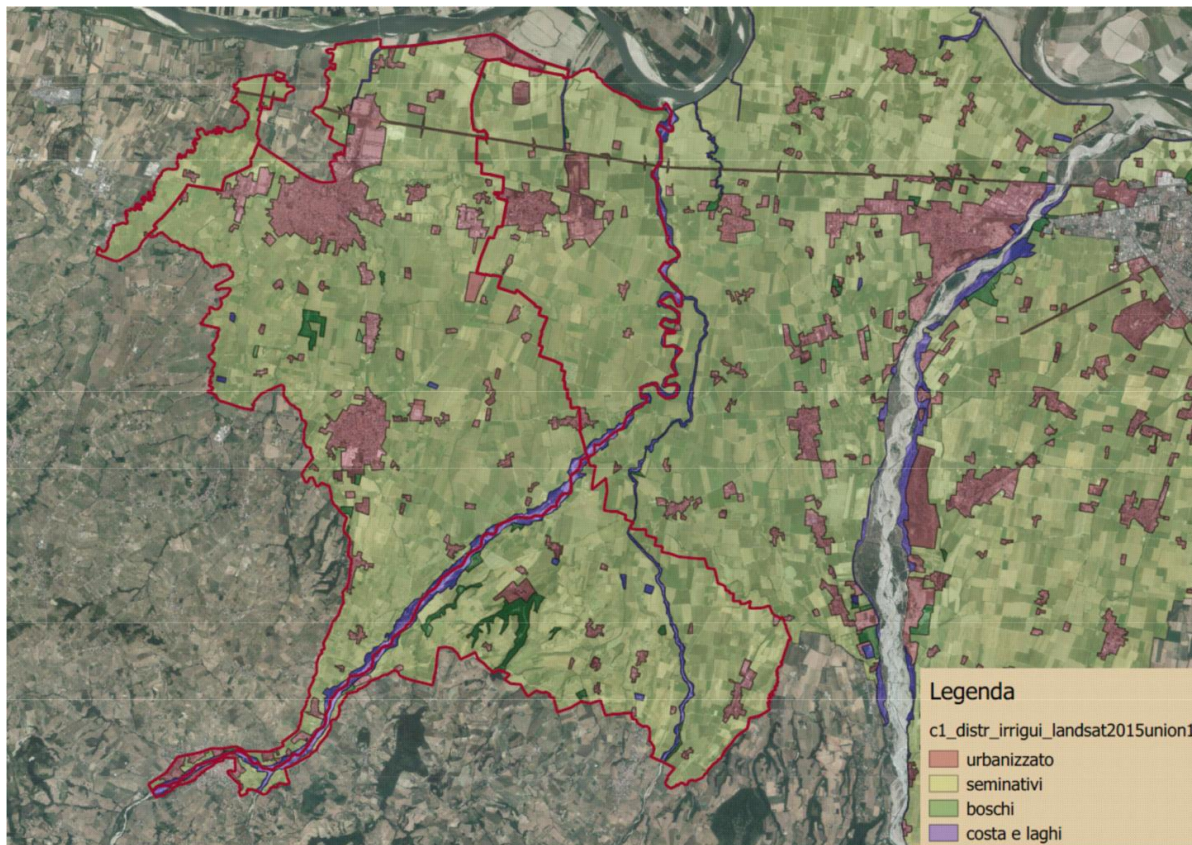 Legenda
c1_distr_irrigui_landsat2015union1
urbanizzato
seminativi
boschi
costa e laghi